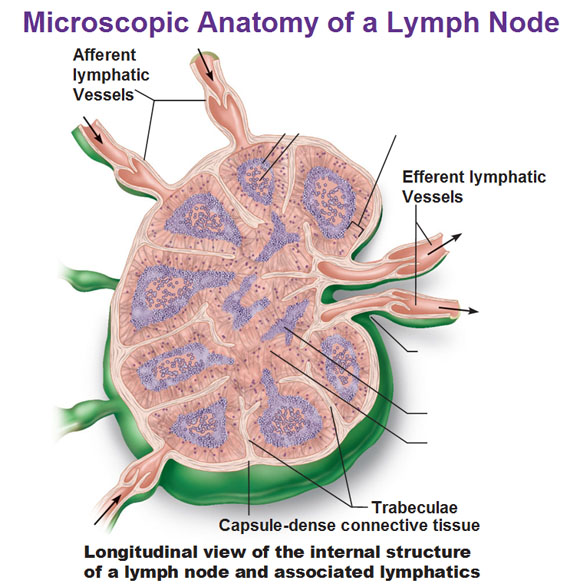 Microscopic Anatomy of a Lymph Node
Afferent
lymphatic
Vessels
Efferent lymphatic
Vessels
Trabeculae
Capsule-dense connective tissue
Longitudinal view of the internal structure
of a lymph node and associated lymphatics